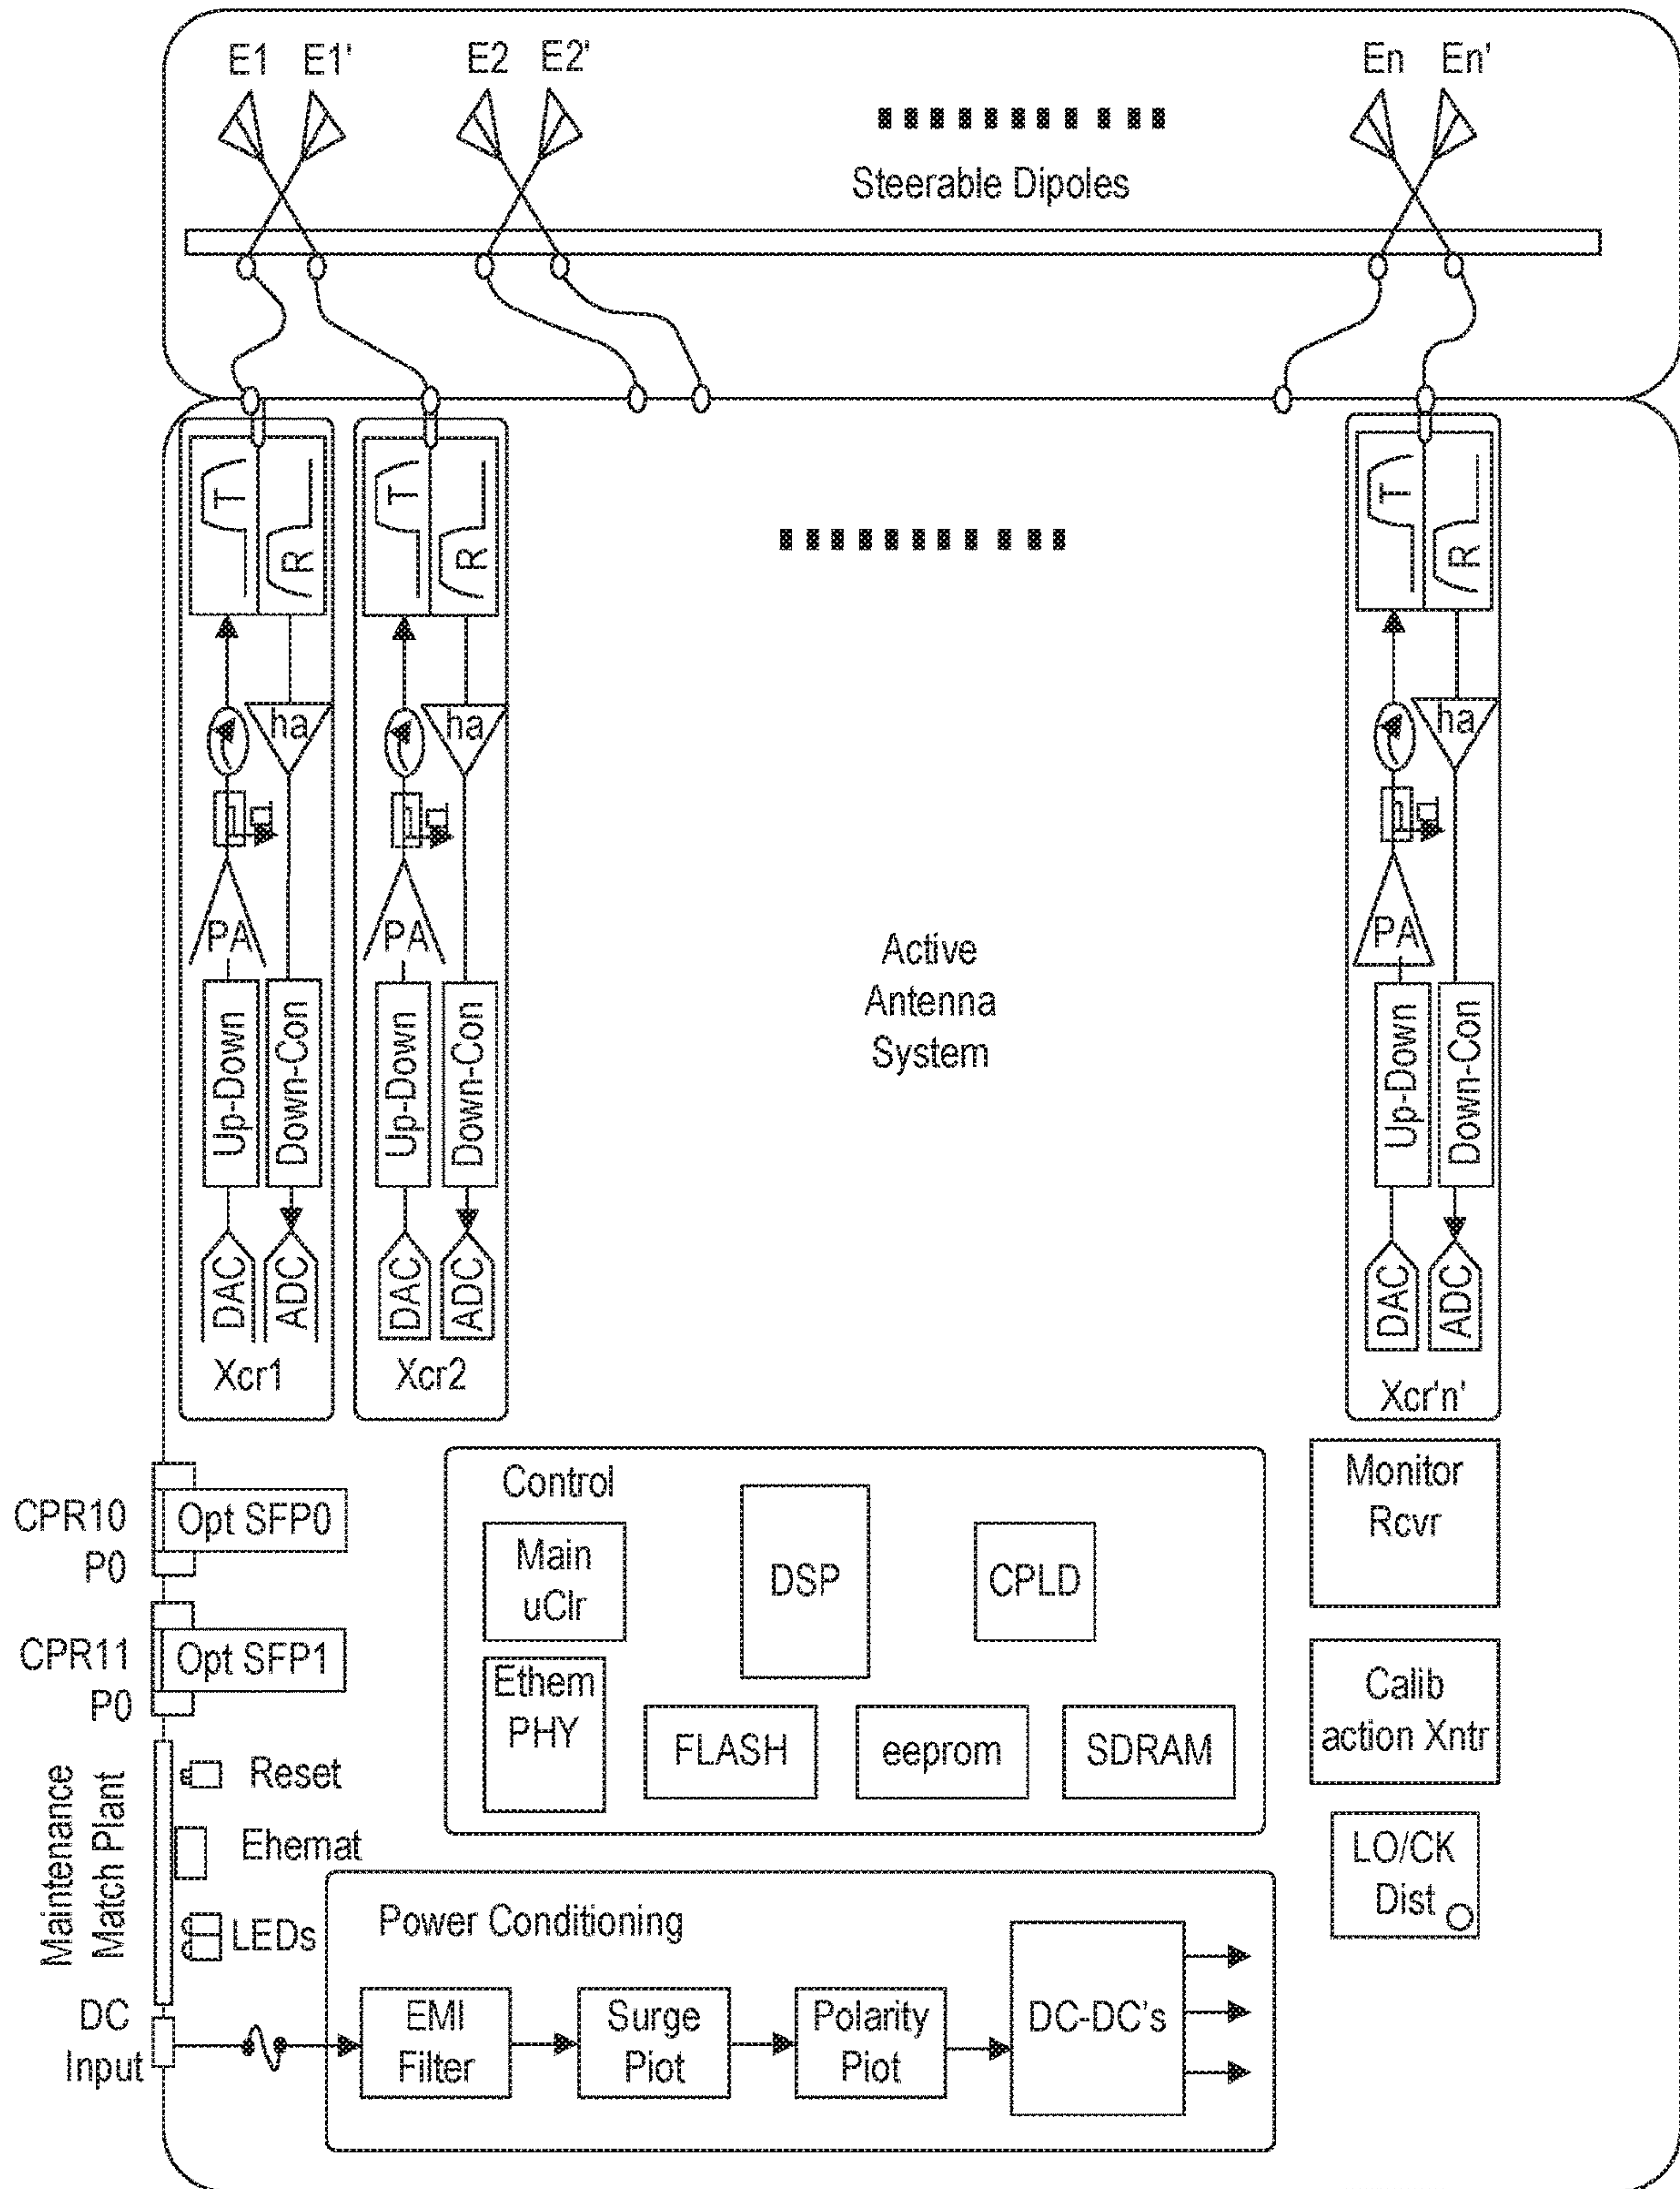 E1 E1' E2 E2' En En'
Steerable Dipoles
T T T
R R R
ha ha ha
PA PA PA
Active
Antenna
System
Up-Down Down-Con Up-Down Down-Con Up-Down Down-Con
DAC ADC DAC ADC DAC ADC
Xcr1 Xcr2 Xcr'n'
CPR10
P0
Opt SFP0
CPR11
P0
Opt SFP1
Control
Main
uClr
DSP
CPLD
Ethem
PHY
FLASH
eeprom
SDRAM
Monitor
Rcvr
Calib
action Xntr
LO/CK
Dist
Maintenance
Match Plant
Reset
Ehemat
LEDs
DC
Input
Power Conditioning
EMI
Filter
Surge
Piot
Polarity
Piot
DC-DC's